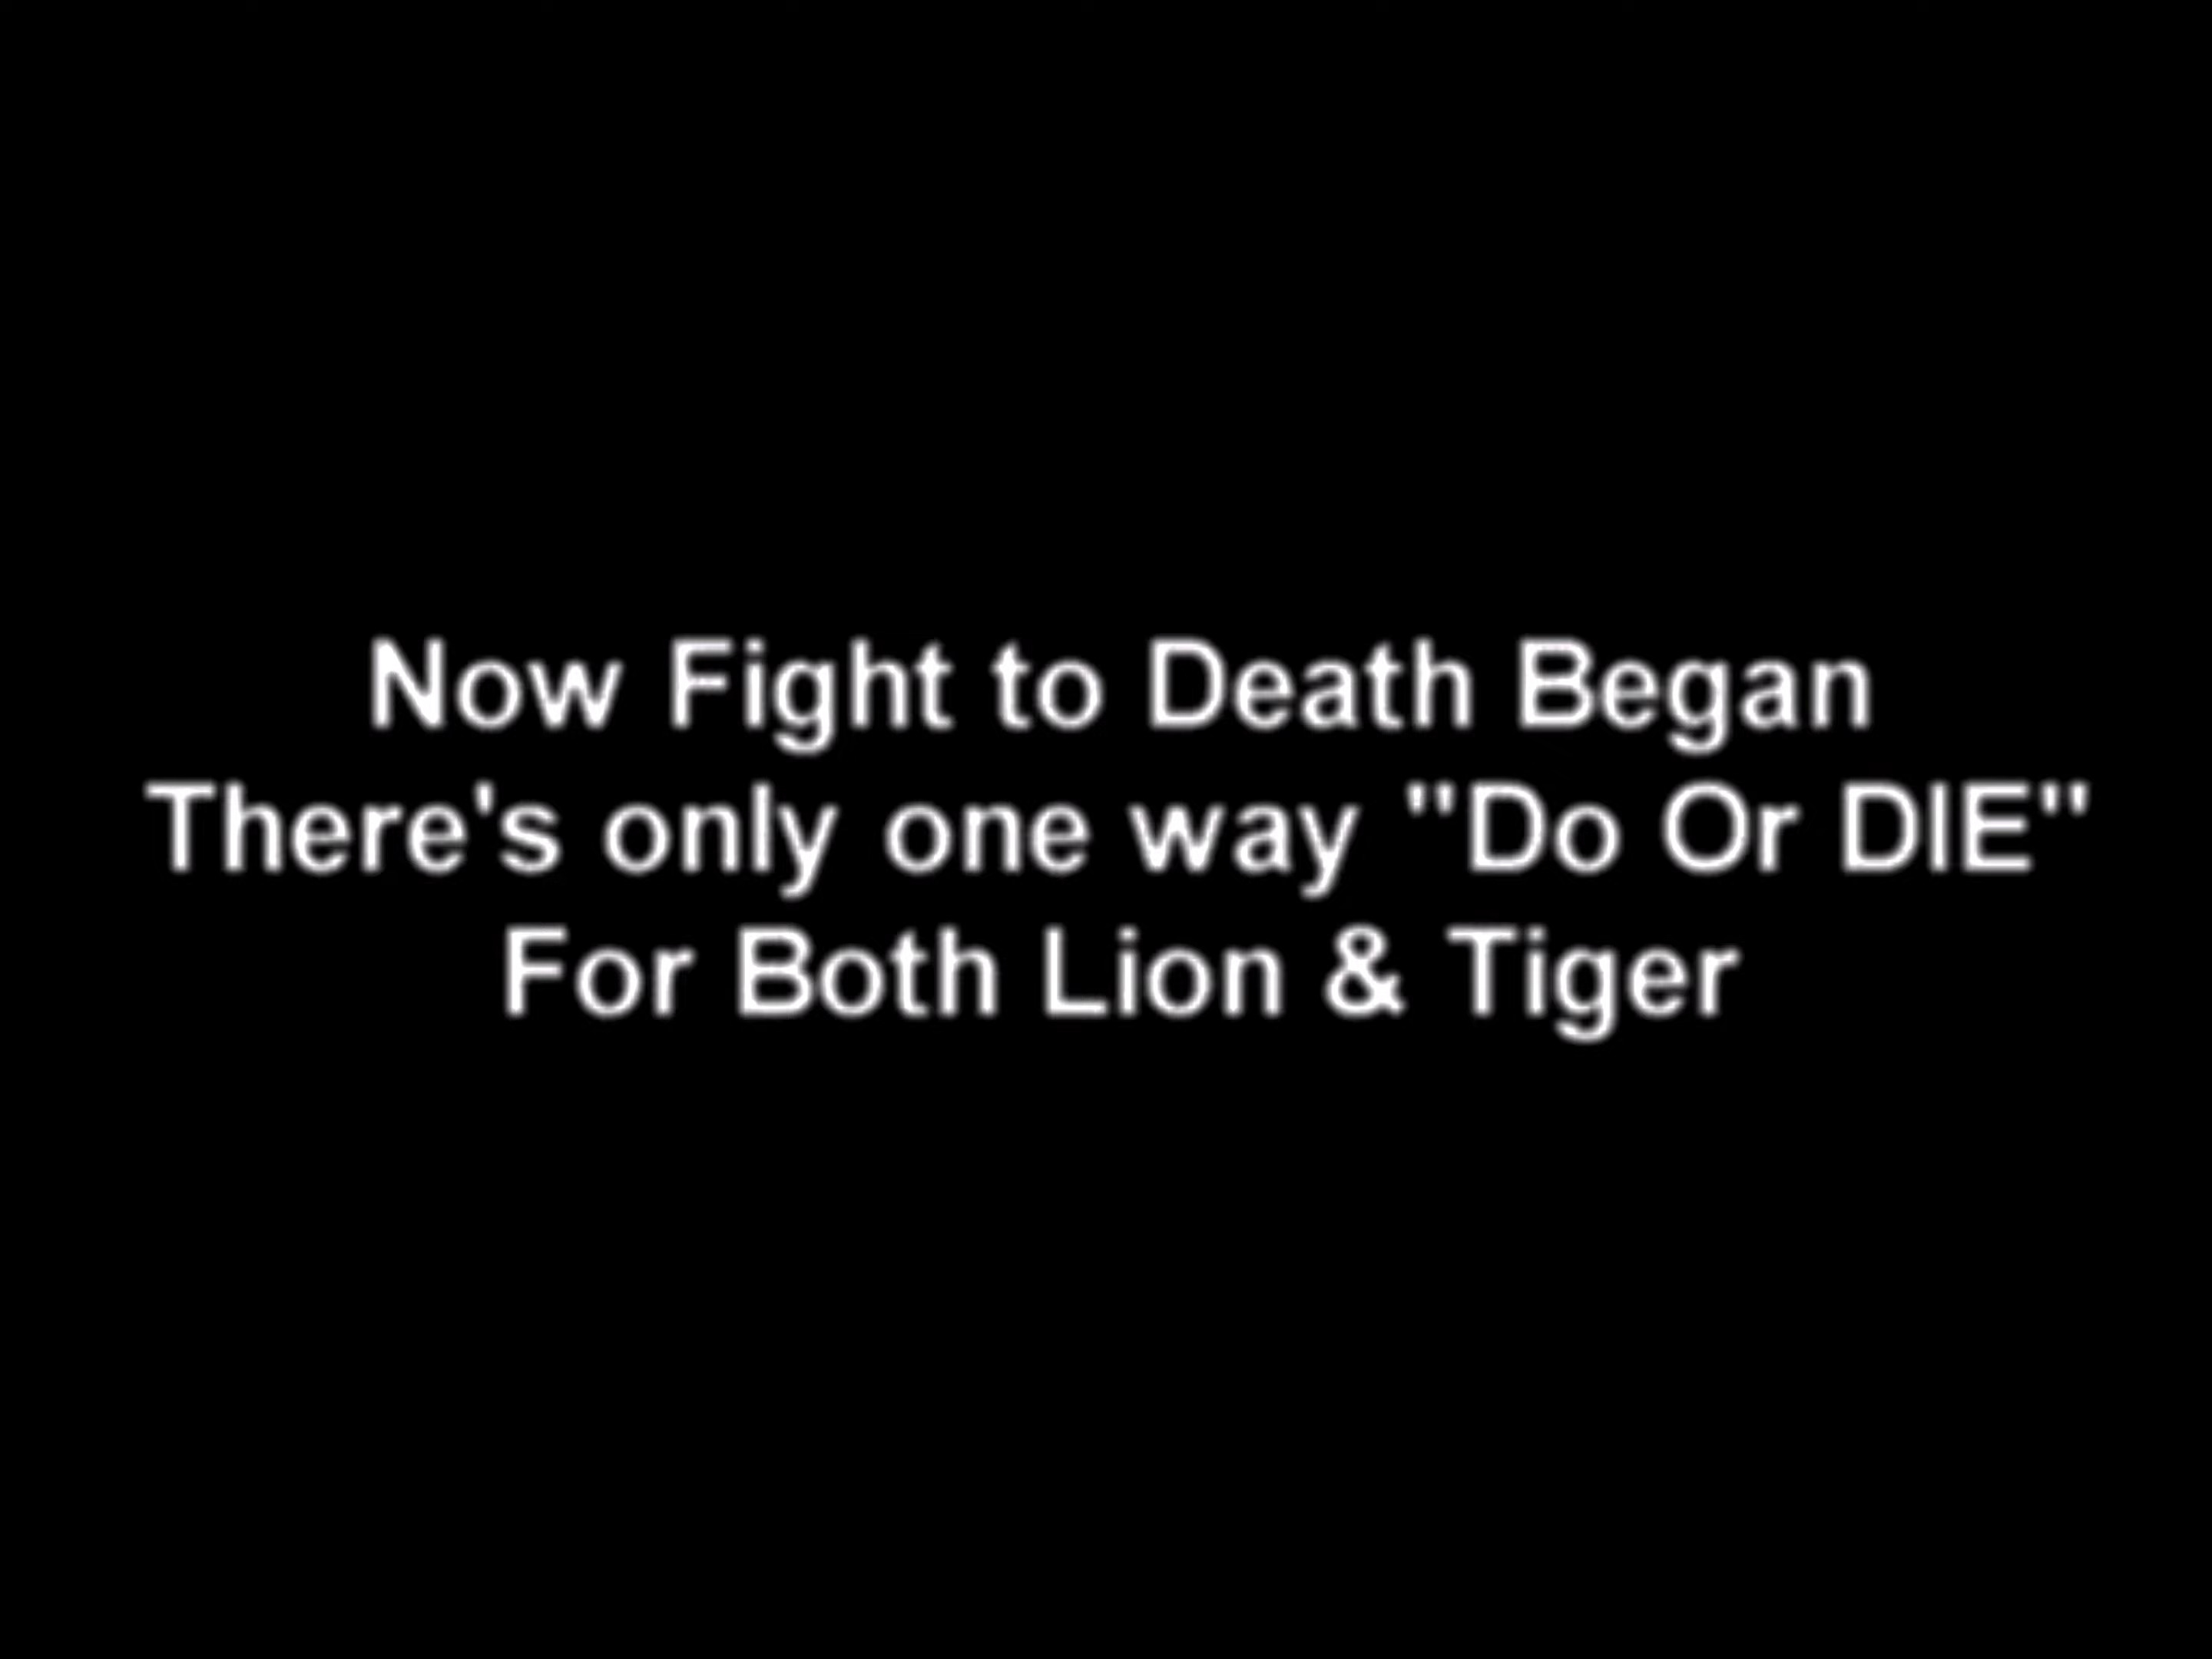 Now Fight to Death Began
There's only one way "Do Or DIE"
For Both Lion & Tiger